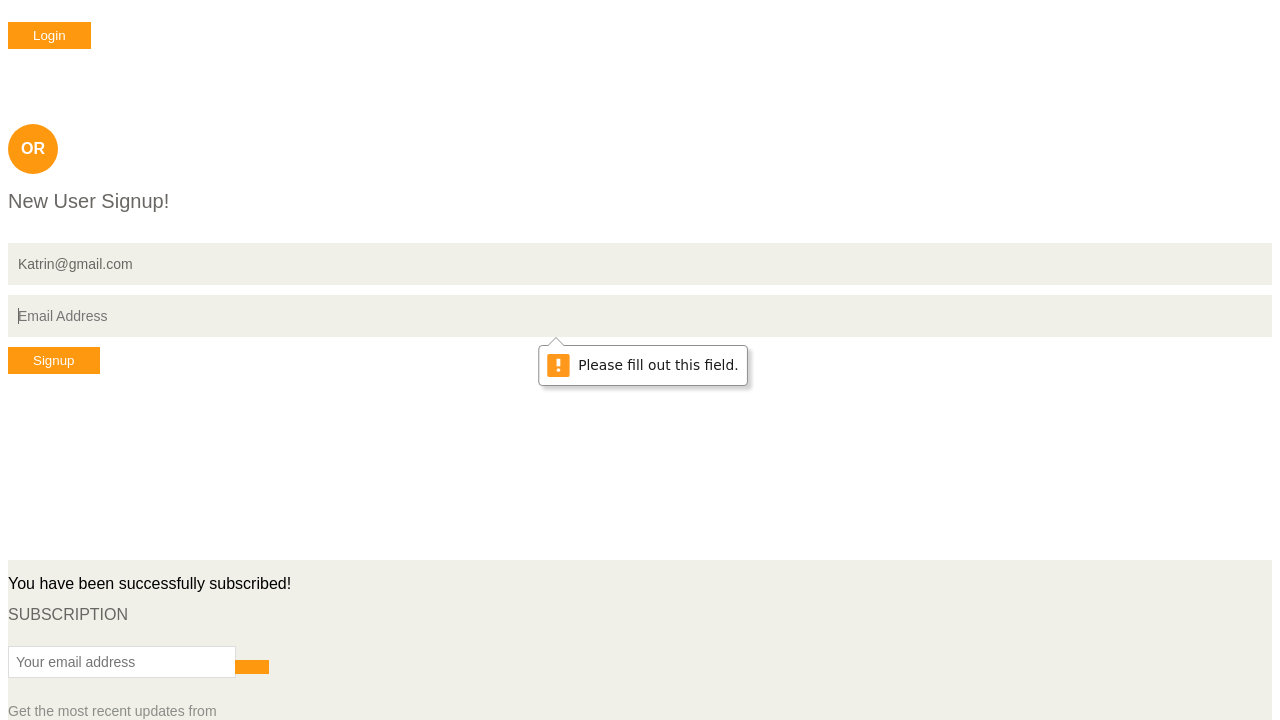 Login
OR
New User Signup!
Katrin@gmail.com
Email Address
Signup
Please fill out this field.
You have been successfully subscribed!
SUBSCRIPTION
Your email address
Get the most recent updates from